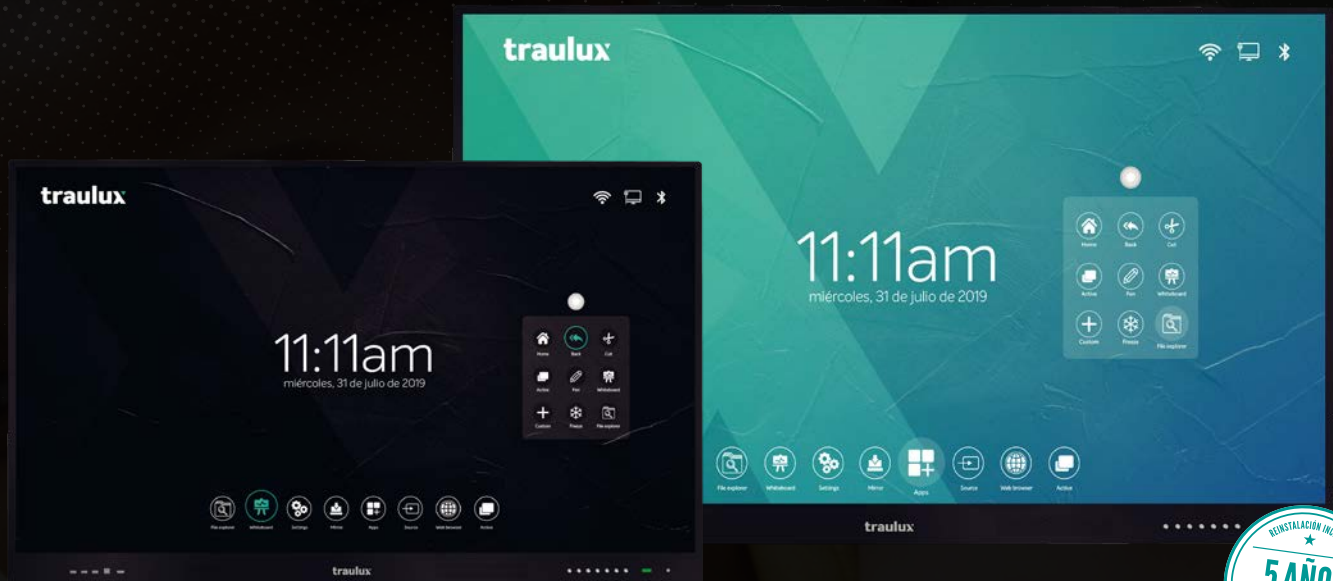 traulux
11:11am
miércoles, 31 de julio de 2019
Home
Back
Cut
Active
Pen
Whiteboard
Custom
Freeze
File explorer
File explorer
Whiteboard
Settings
Mirror
Apps
Source
Web browser
Active
traulux
traulux
11:11am
miércoles, 31 de julio de 2019
Home
Back
Cut
Active
Pen
Whiteboard
Custom
Freeze
File explorer
File explorer
Whiteboard
Settings
Mirror
Apps
Source
Web browser
Active
traulux
REINSTALACIÓN
5 AÑO